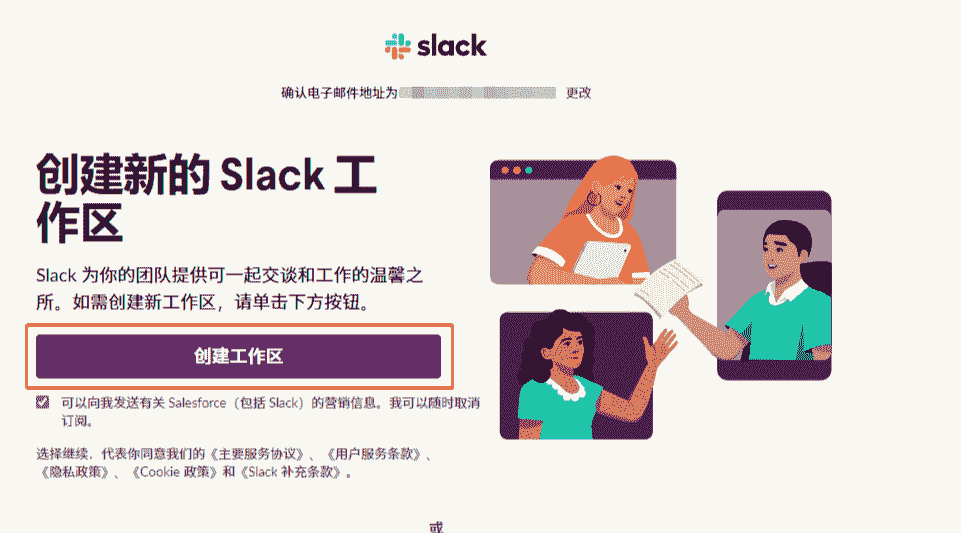 slack
确认电子邮件地址为 更改
创建新的 Slack 工
作区
Slack 为你的团队提供可一起交谈和工作的温馨之
所。如需创建新工作区，请单击下方按钮。
创建工作区
可以向我发送有关 Salesforce（包括 Slack）的营销信息。我可以随时取消
订阅。
选择继续，代表你同意我们的《主要服务协议》、《用户服务条款》、
《隐私政策》、《Cookie 政策》和《Slack 补充条款》。
或